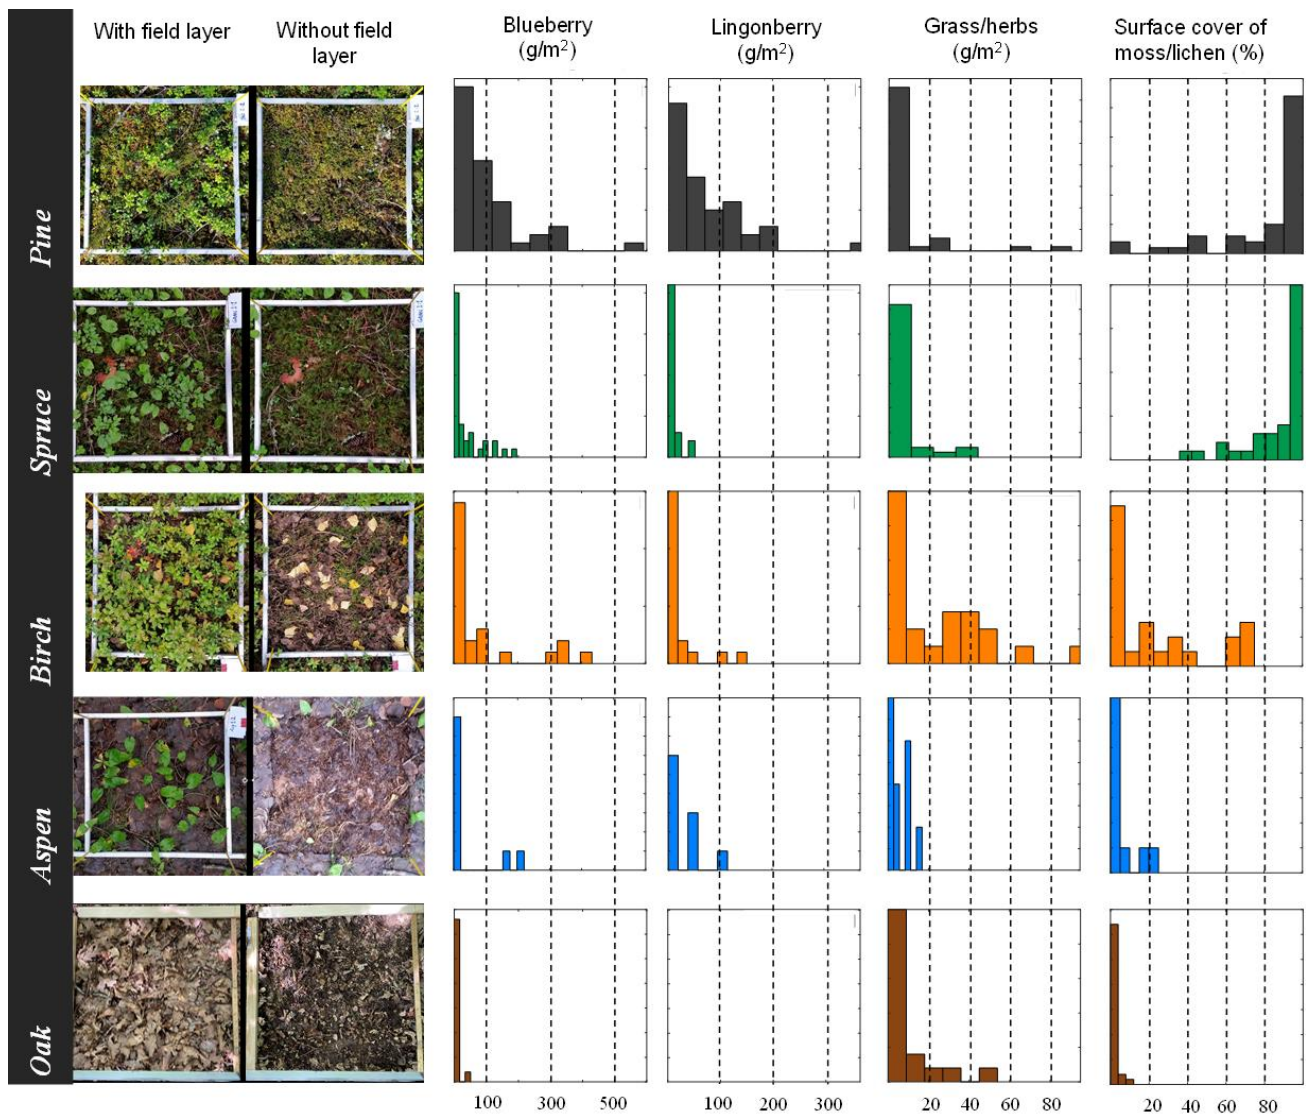 With field layer
Without field
layer
Blueberry
(g/m²)
Lingonberry
(g/m²)
Grass/herbs
(g/m²)
Surface cover of
moss/lichen (%)
Pine
Spruce
Birch
Aspen
Oak
100 300 500
100 200 300
20 40 60 80
20 40 60 80